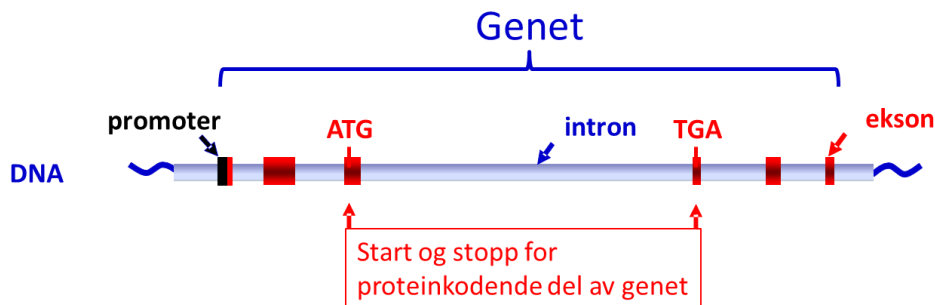 Genet
promoter
ATG
intron
TGA
ekson
DNA
Start og stopp for
proteinkodende del av genet